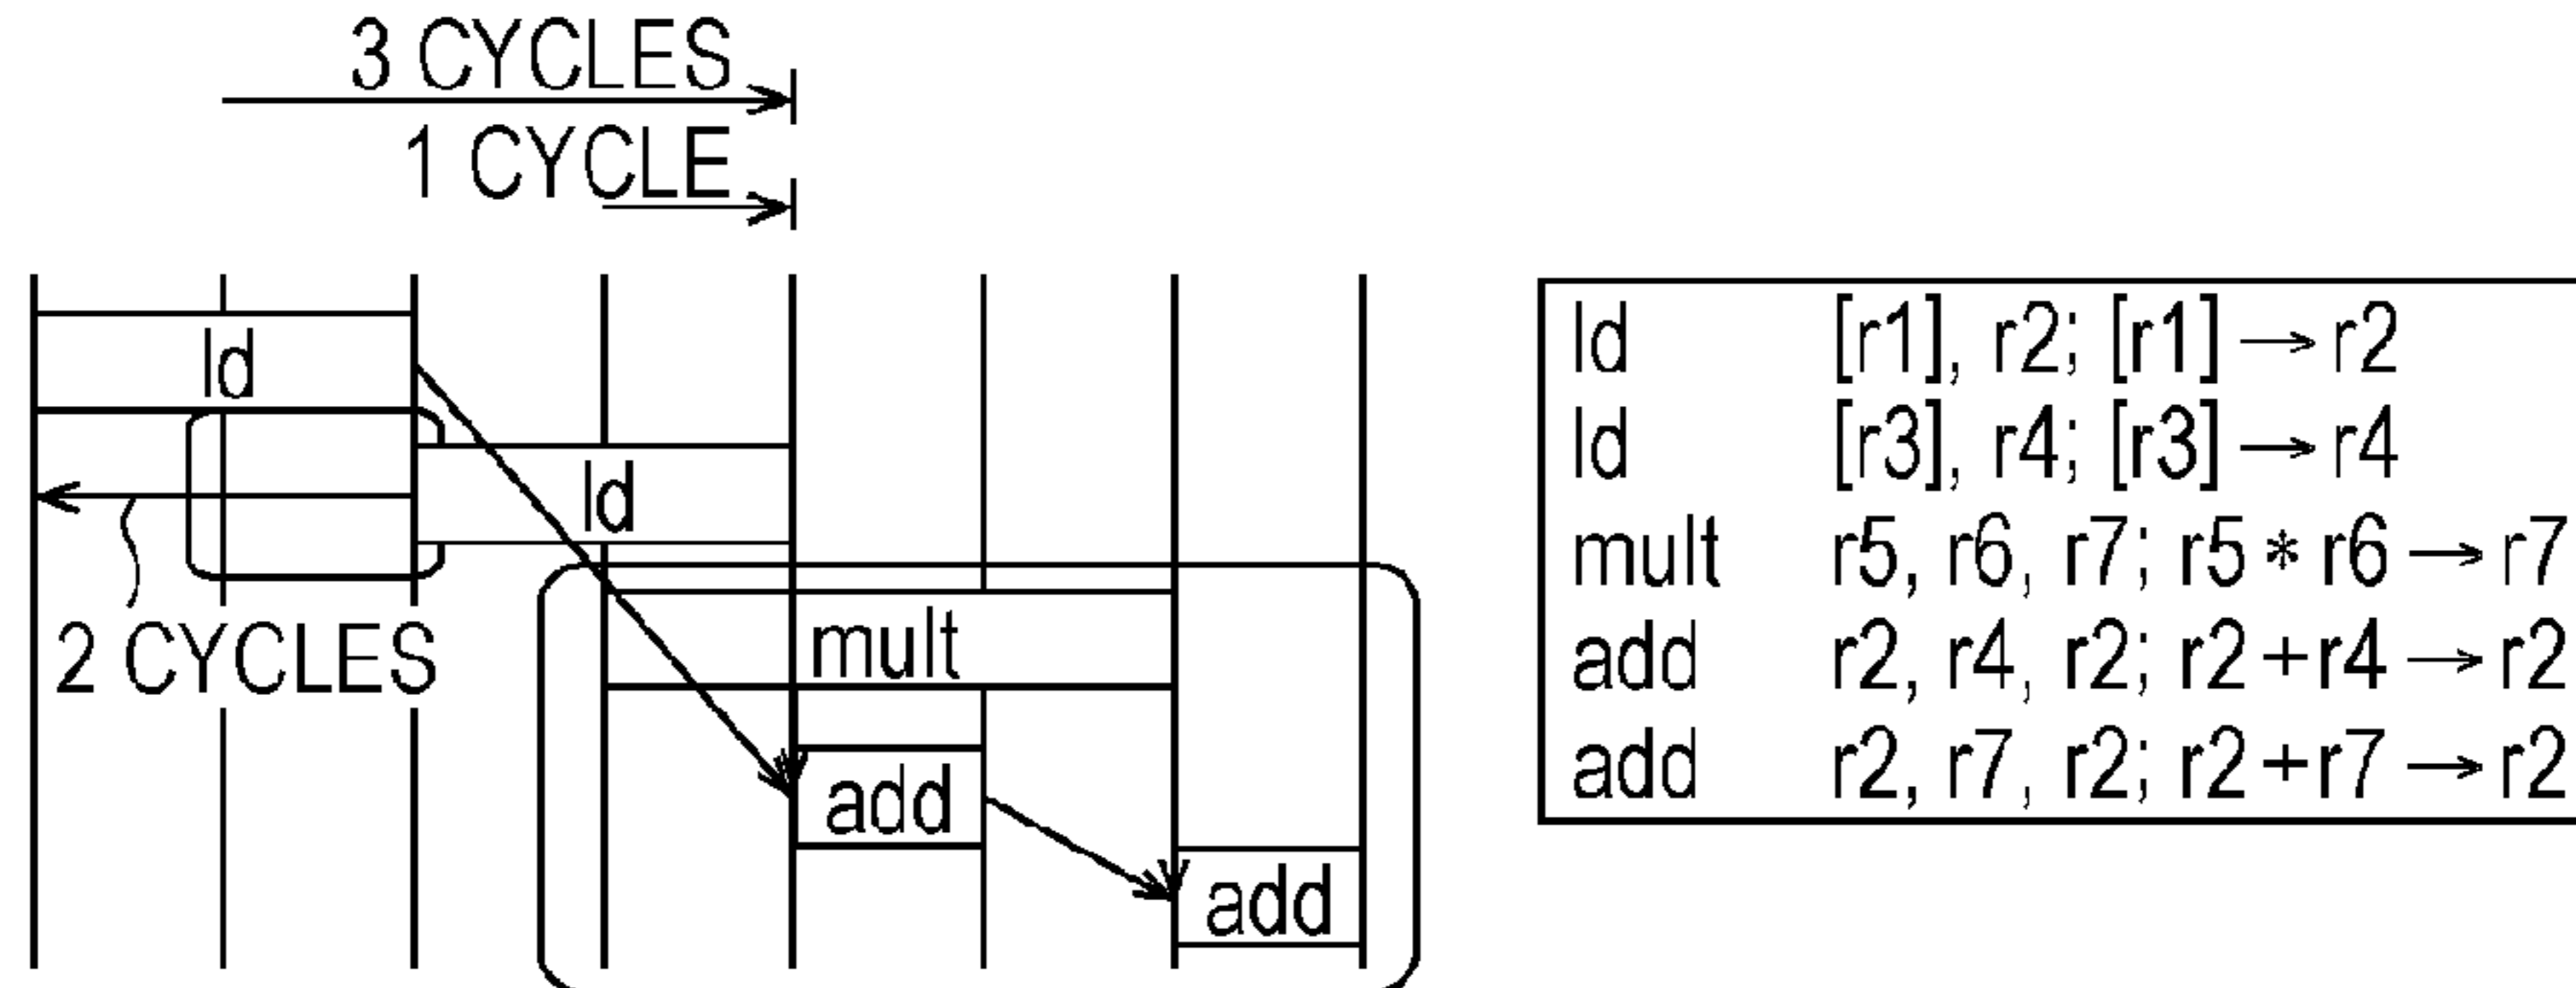 3 CYCLES
1 CYCLE
ld
ld
2 CYCLES
mult
add
add
ld [r1], r2; [r1] → r2
ld [r3], r4; [r3] → r4
mult r5, r6, r7; r5 * r6 → r7
add r2, r4, r2; r2 + r4 → r2
add r2, r7, r2; r2 + r7 → r2